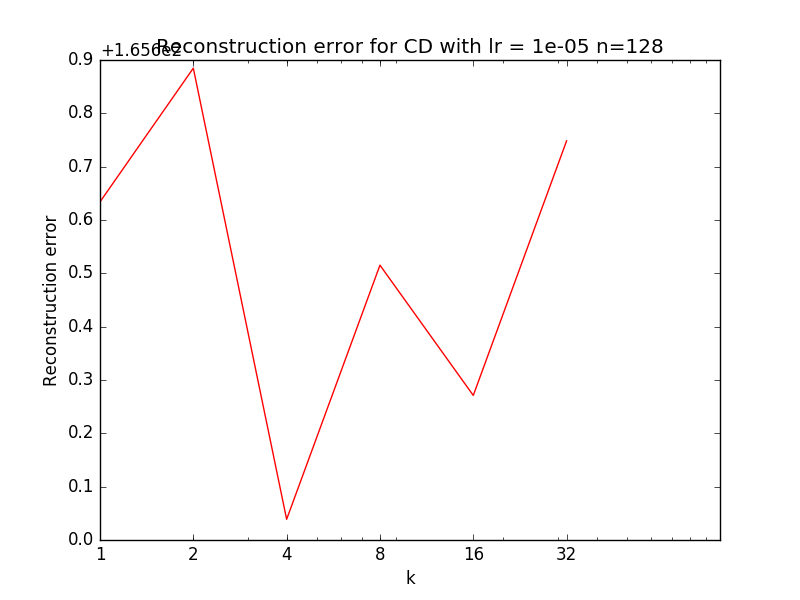 Reconstruction error for CD with lr = 1e-05 n=128
+1.656e2
0.9
0.8
0.7
0.6
0.5
0.4
0.3
0.2
0.1
0.0
Reconstruction error
1 2 4 8 16 32
k